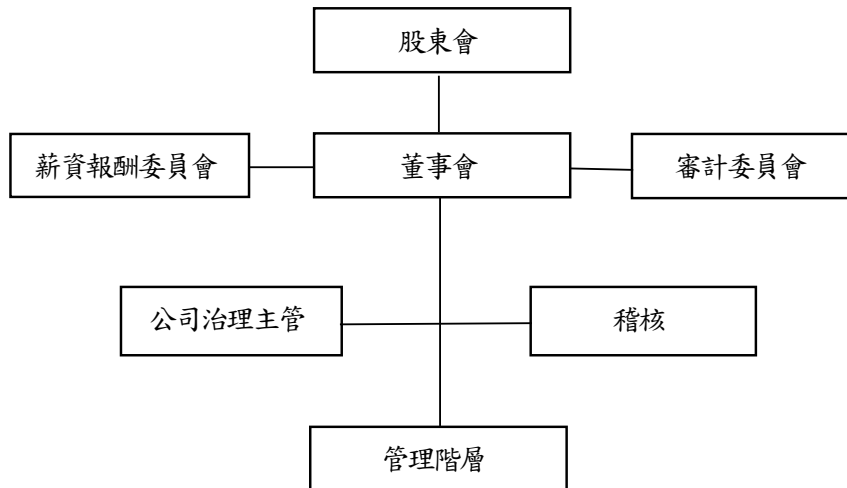 股東會
薪資報酬委員會
董事會
審計委員會
公司治理主管
稽核
管理階層